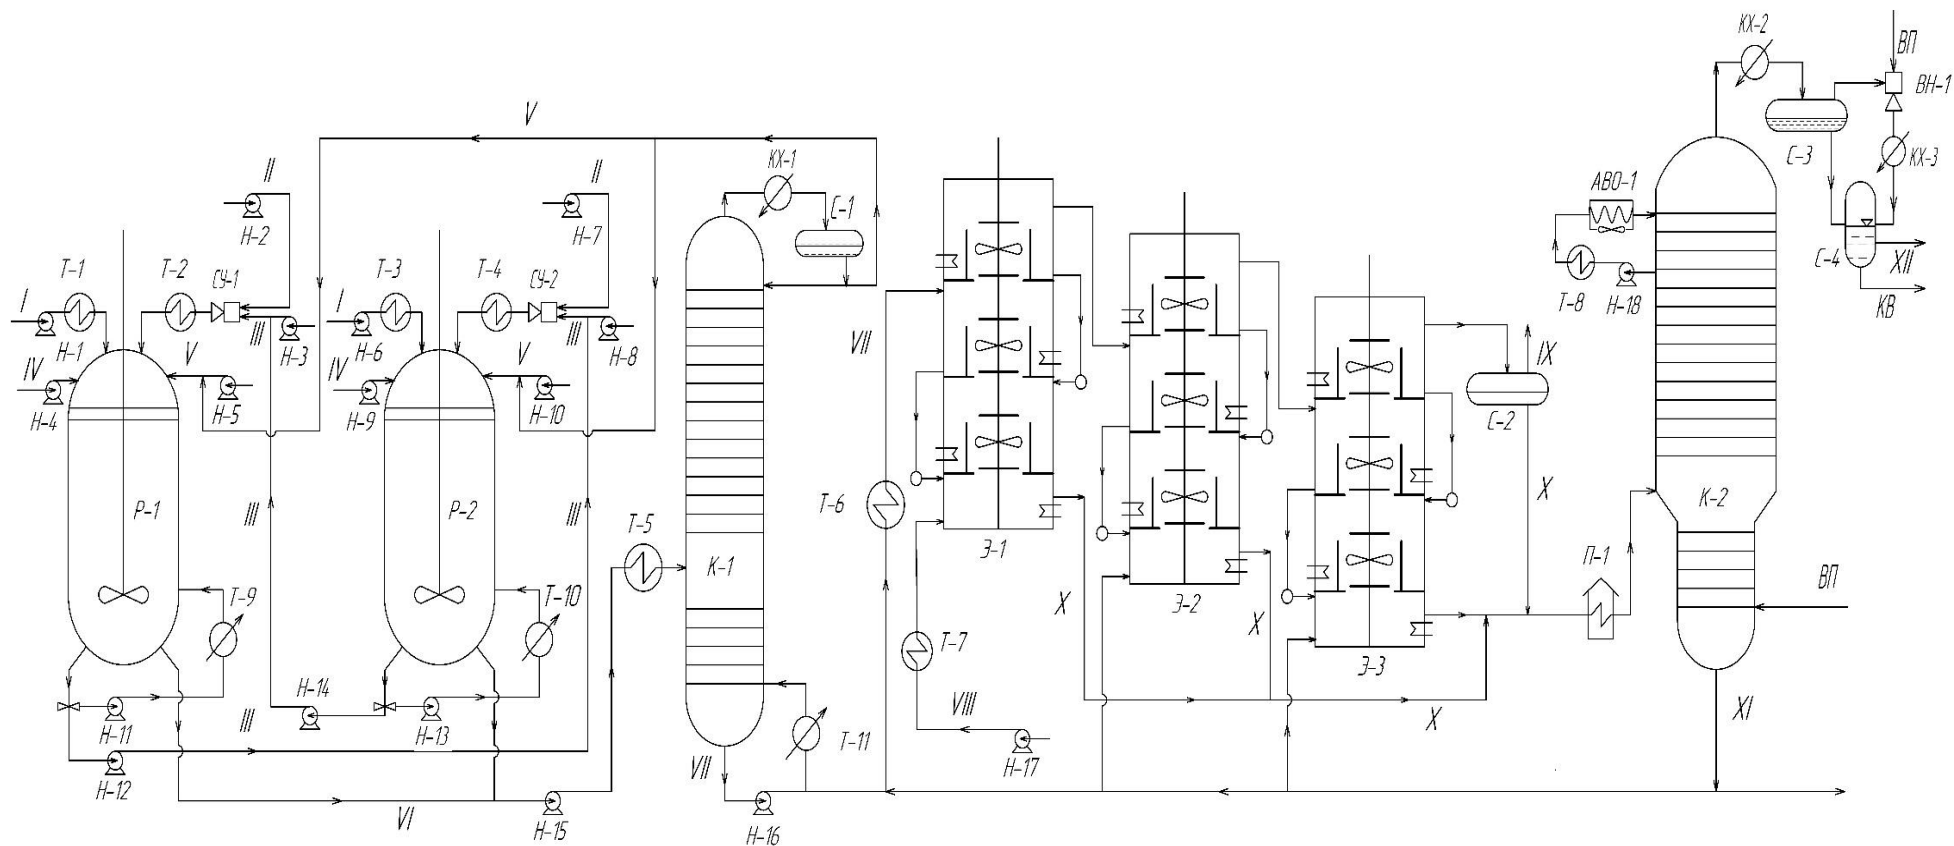 КХ-2
ВП
ВН-1
V
С-3
КХ-3
КХ-1
II
II
С-1
АВО-1
Н-2
Н-7
С-4
XII
Т-1
Т-2
СУ-1
Т-3
Т-4
СУ-2
Т-8
Н-18
КВ
I
I
III
III
Н-1
Н-3
Н-6
Н-8
VII
IX
V
V
IV
IV
Н-4
Н-5
Н-9
Н-10
С-2
Р-1
III
Р-2
III
Т-5
Т-6
X
К-2
Э-1
К-1
П-1
ВП
Т-9
Т-10
X
Э-2
X
Т-7
Э-3
Н-14
VIII
X
XI
Н-11
III
Н-13
Т-11
Н-12
VII
Н-17
VI
Н-15
Н-16